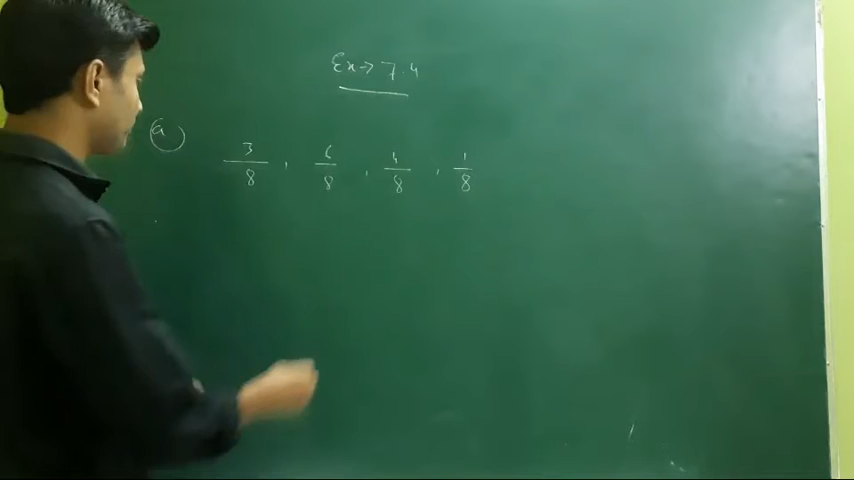 Ex→ 7.4
a
3/8 , 6/8 , 4/8 , 1/8